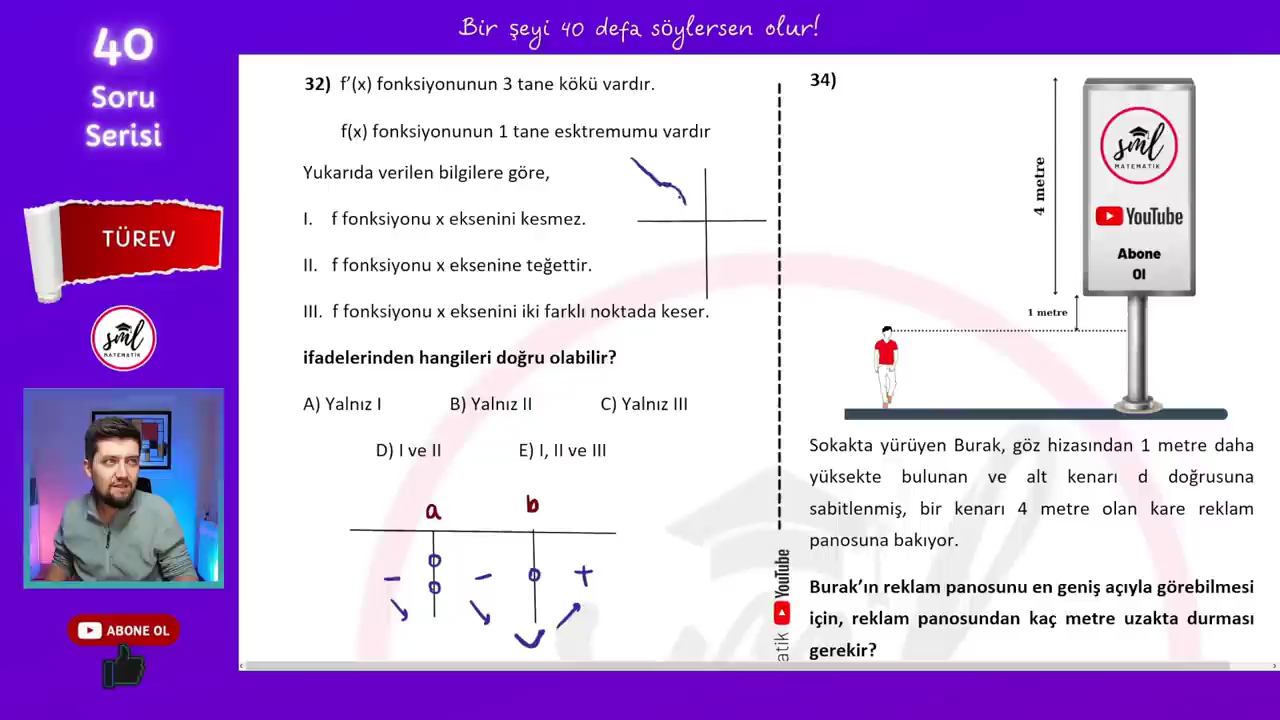 Bir şeyi 40 defa söylersen olur!
40
Soru
Serisi
TÜREV
sml
MATEMATİK
ABONE OL
32) f'(x) fonksiyonunun 3 tane kökü vardır.
f(x) fonksiyonunun 1 tane esktremumu vardır
Yukarıda verilen bilgilere göre,
I. f fonksiyonu x eksenini kesmez.
II. f fonksiyonu x eksenine teğettir.
III. f fonksiyonu x eksenini iki farklı noktada keser.
ifadelerinden hangileri doğru olabilir?
A) Yalnız I B) Yalnız II C) Yalnız III
D) I ve II E) I, II ve III
a b
- - +
atik YouTube
34)
4 metre
sml
MATEMATİK
YouTube
Abone
Ol
1 metre
Sokakta yürüyen Burak, göz hizasından 1 metre daha
yüksekte bulunan ve alt kenarı d doğrusuna
sabitlenmiş, bir kenarı 4 metre olan kare reklam
panosuna bakıyor.
Burak'ın reklam panosunu en geniş açıyla görebilmesi
için, reklam panosundan kaç metre uzakta durması
gerekir?